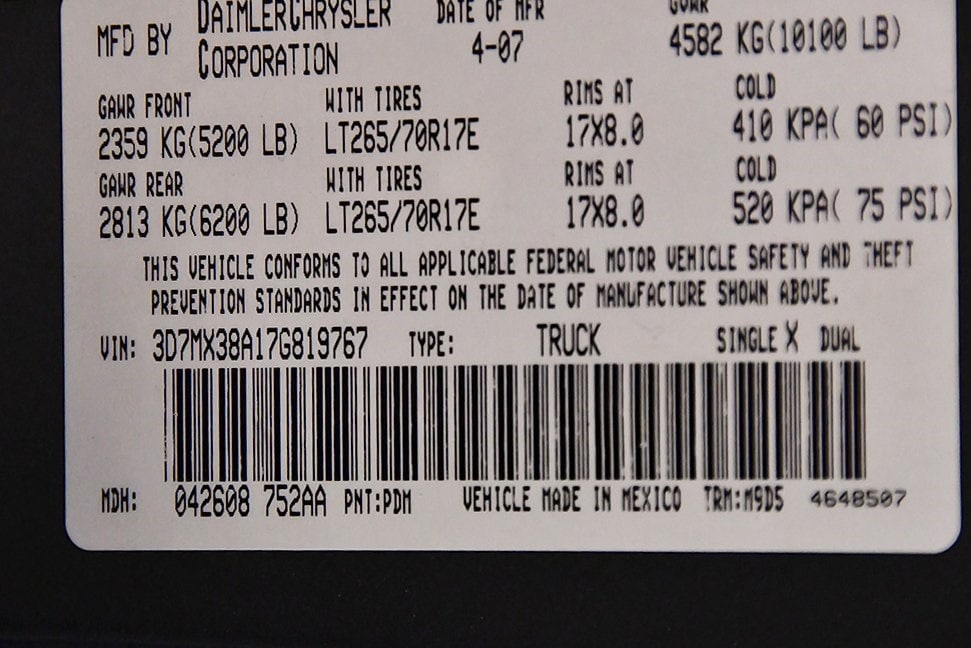 MFD BY DAIMLERCHRYSLER CORPORATION DATE OF MFR 4-07 GVWR 4582 KG(10100 LB)
GAWR FRONT WITH TIRES RIMS AT COLD
2359 KG(5200 LB) LT265/70R17E 17X8.0 410 KPA( 60 PSI)
GAWR REAR WITH TIRES RIMS AT COLD
2813 KG(6200 LB) LT265/70R17E 17X8.0 520 KPA( 75 PSI)
THIS VEHICLE CONFORMS TO ALL APPLICABLE FEDERAL MOTOR VEHICLE SAFETY AND THEFT
PREVENTION STANDARDS IN EFFECT ON THE DATE OF MANUFACTURE SHOWN ABOVE.
VIN: 3D7MX38A17G819767 TYPE: TRUCK SINGLE X DUAL
MDH: 042608 752AA PNT:PDM VEHICLE MADE IN MEXICO TRM:M9D5 4648507